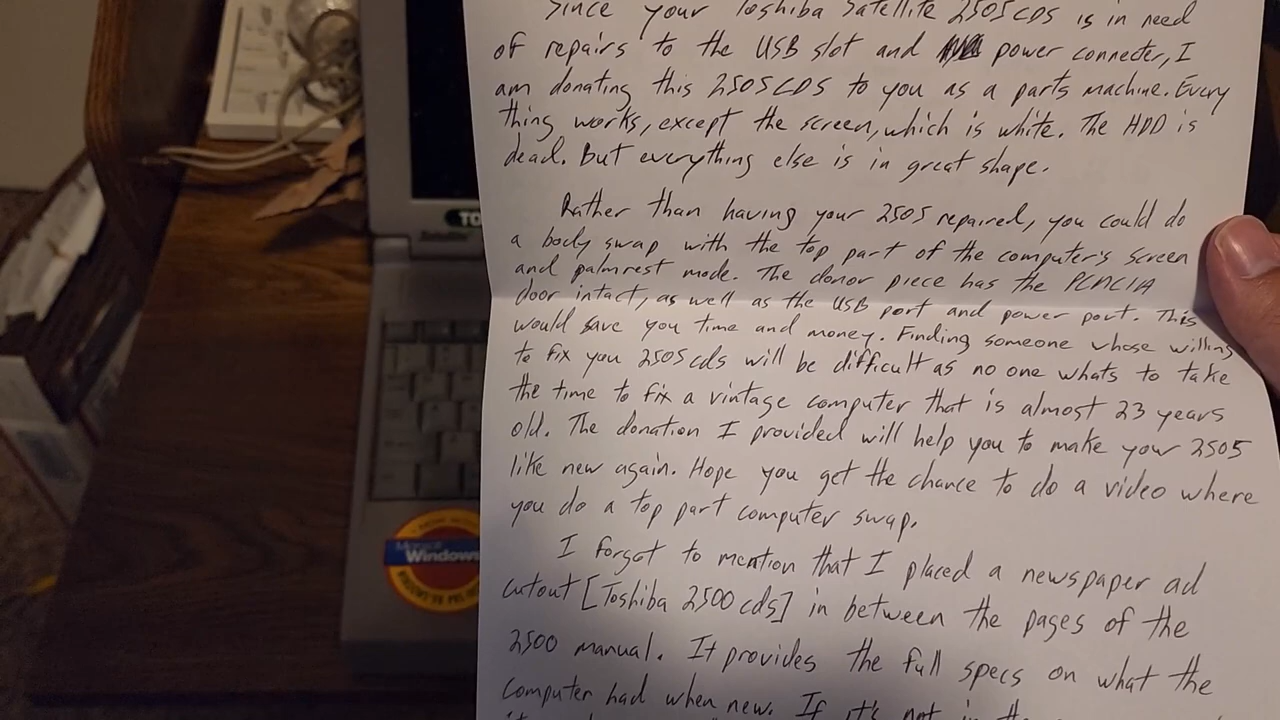 Since your Toshiba Satellite 2505CDS is in need
of repairs to the USB slot and power connecter, I
am donating this 2505CDS to you as a parts machine. Every
thing works, except the screen, which is white. The HDD is
dead. But everything else is in great shape.
Rather than having your 2505 repaired, you could do
a body swap with the top part of the computer's screen
and palmrest mode. The donor piece has the PCMCIA
door intact, as well as the USB port and power port. This
would save you time and money. Finding someone whose willing
to fix you 2505cds will be difficult as no one whats to take
the time to fix a vintage computer that is almost 23 years
old. The donation I provided will help you to make your 2505
like new again. Hope you get the chance to do a video where
you do a top part computer swap.
I forgot to mention that I placed a newspaper ad
cutout [Toshiba 2500cds] in between the pages of the
2500 manual. It provides the full specs on what the
computer had when new. If it's not in the
TO
Microsoft
Windows